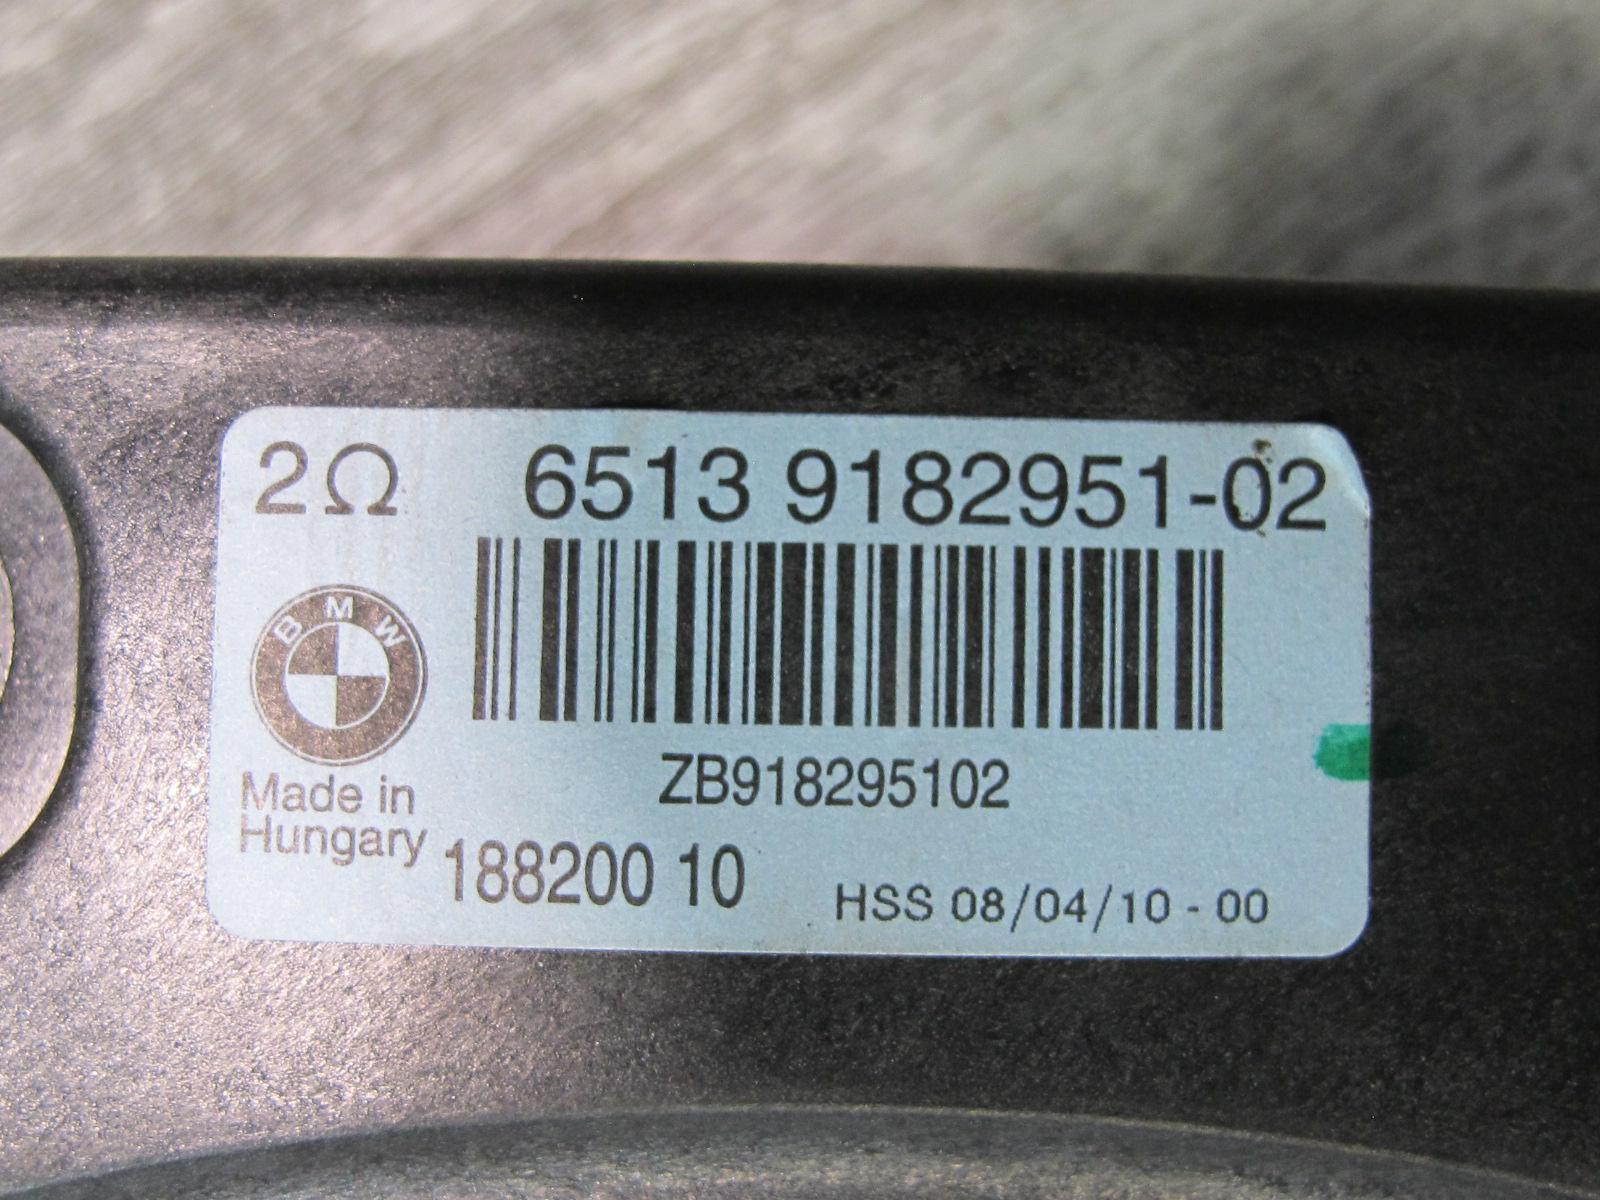 2Ω 6513 9182951-02
BMW
ZB918295102
Made in
Hungary
188200 10
HSS 08/04/10 - 00